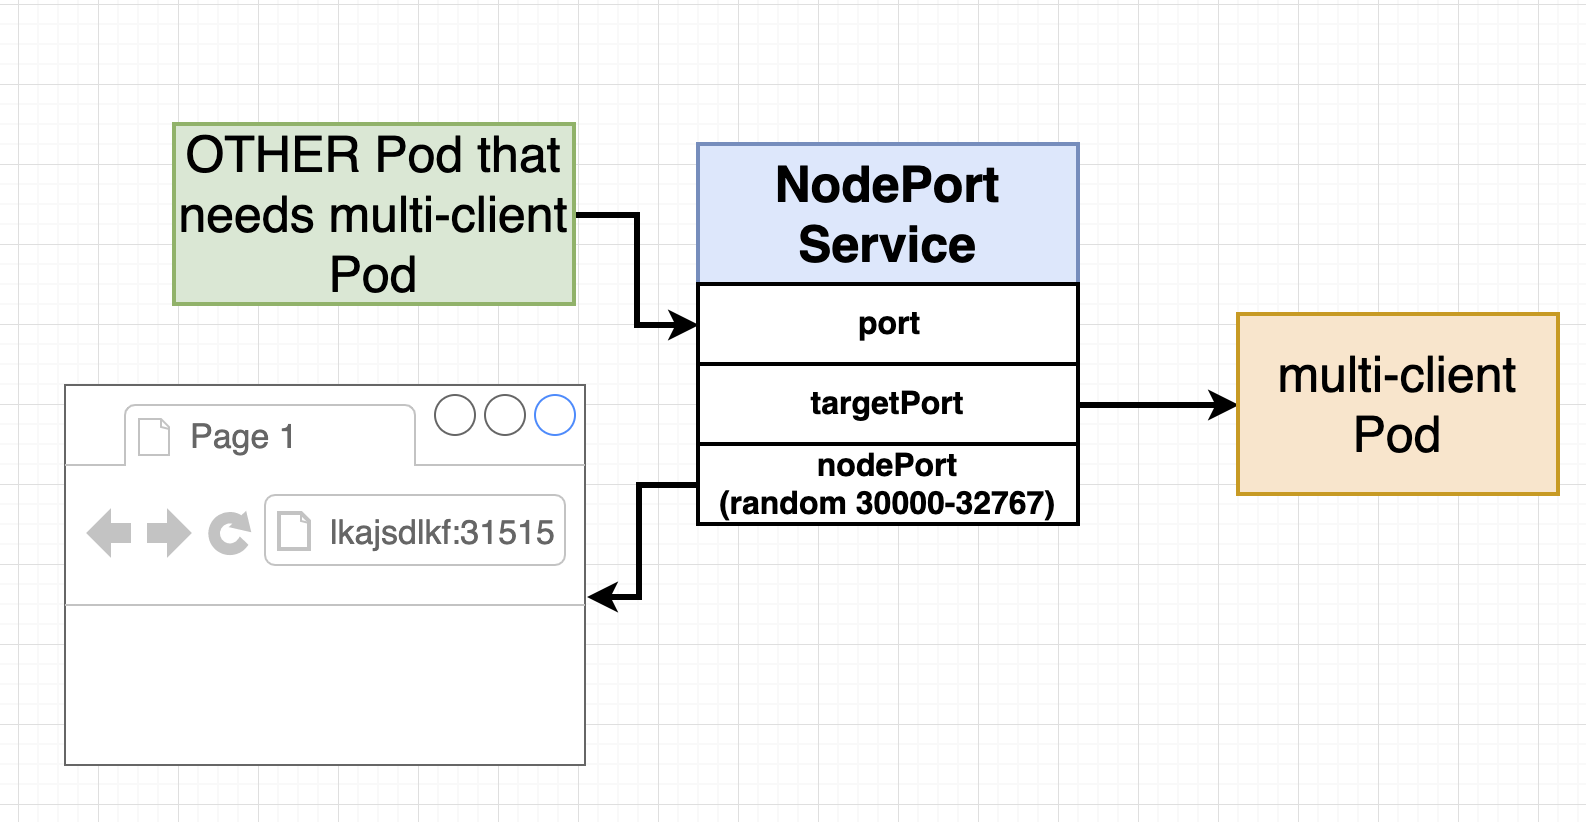 OTHER Pod that
needs multi-client
Pod
NodePort
Service
port
targetPort
nodePort
(random 30000-32767)
multi-client
Pod
Page 1
lkajsdlkf:31515